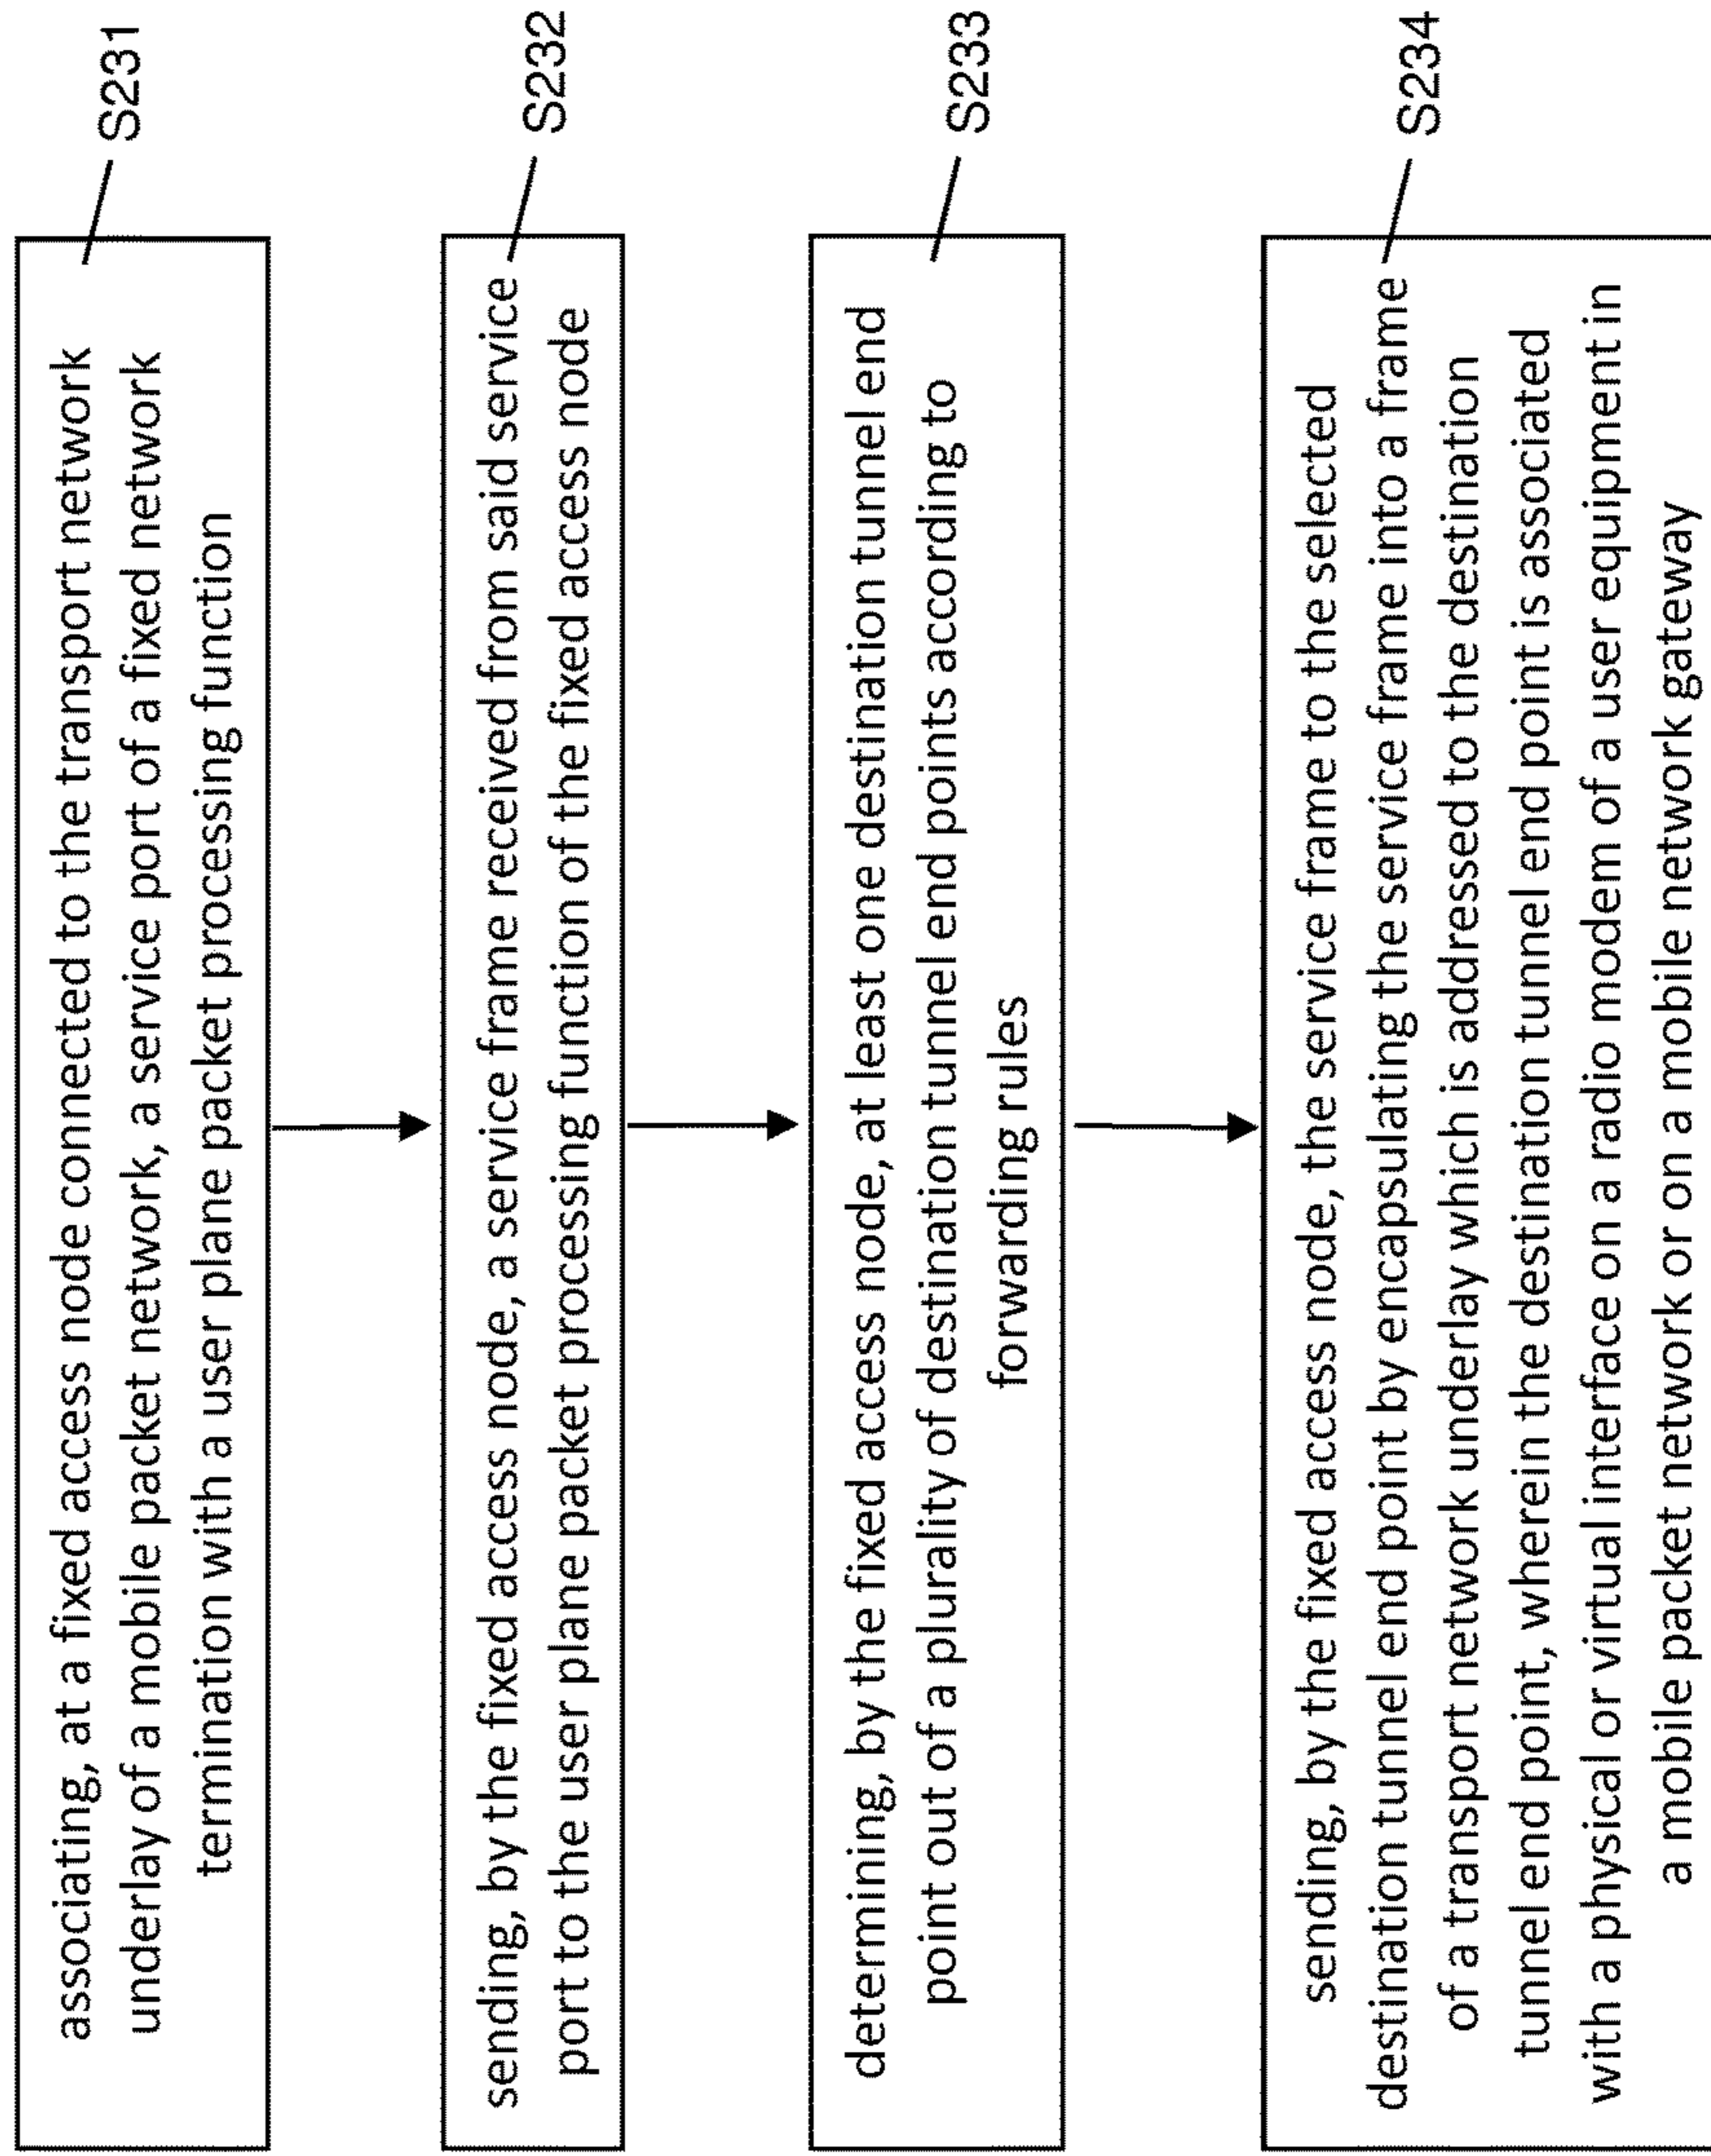 associating, at a fixed access node connected to the transport network
underlay of a mobile packet network, a service port of a fixed network
termination with a user plane packet processing function
S231
sending, by the fixed access node, a service frame received from said service
port to the user plane packet processing function of the fixed access node
S232
determining, by the fixed access node, at least one destination tunnel end
point out of a plurality of destination tunnel end points according to
forwarding rules
S233
sending, by the fixed access node, the service frame to the selected
destination tunnel end point by encapsulating the service frame into a frame
of a transport network underlay which is addressed to the destination
tunnel end point, wherein the destination tunnel end point is associated
with a physical or virtual interface on a radio modem of a user equipment in
a mobile packet network or on a mobile network gateway
S234